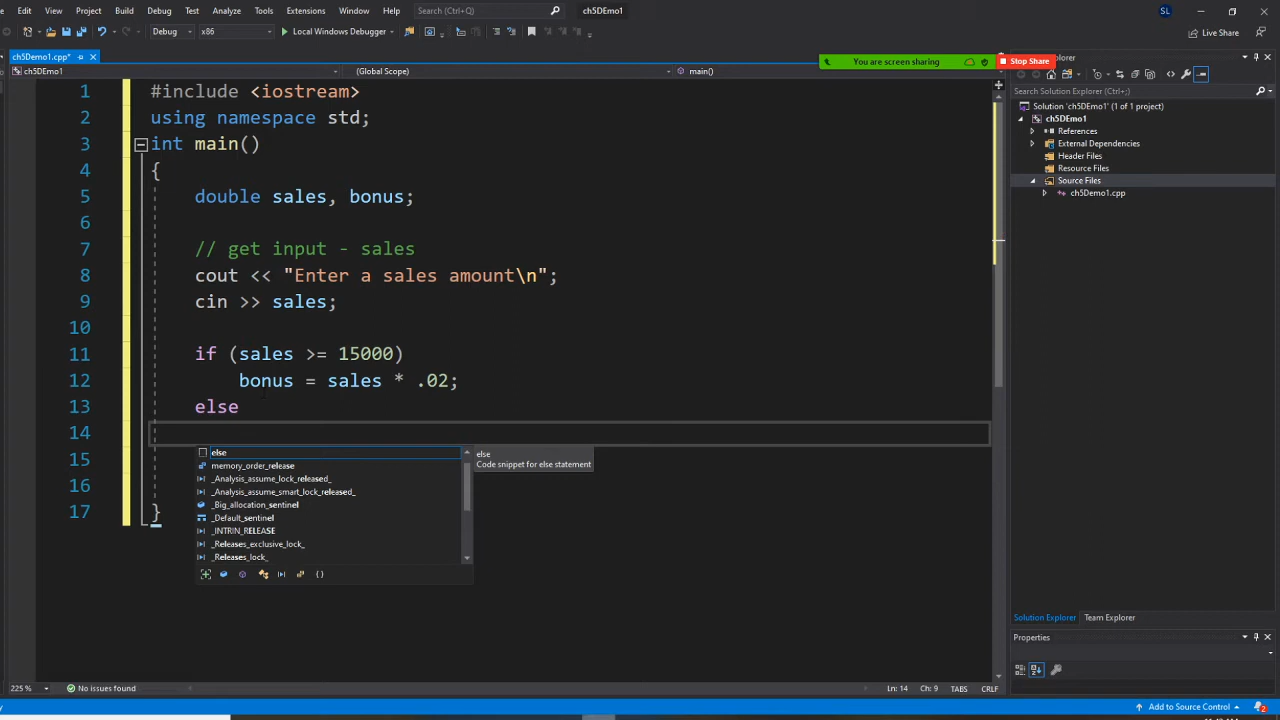 Edit View Project Build Debug Test Analyze Tools Extensions Window Help Search (Ctrl+Q) ch5DEmo1 SL
Debug x86 Local Windows Debugger Live Share
ch5Demo1.cpp* You are screen sharing Stop Share Explorer
ch5DEmo1 (Global Scope) main()
Search Solution Explorer (Ctrl+;)
Solution 'ch5DEmo1' (1 of 1 project)
ch5DEmo1
References
External Dependencies
Header Files
Resource Files
Source Files
ch5Demo1.cpp
1 #include <iostream>
2 using namespace std;
3 int main()
4 {
5 double sales, bonus;
6
7 // get input - sales
8 cout << "Enter a sales amount\n";
9 cin >> sales;
10
11 if (sales >= 15000)
12 bonus = sales * .02;
13 else
14
15
16
17 }
else
memory_order_release
_Analysis_assume_lock_released_
_Analysis_assume_smart_lock_released_
_Big_allocation_sentinel
_Default_sentinel
_INTRIN_RELEASE
_Releases_exclusive_lock_
_Releases_lock_
else
Code snippet for else statement
Solution Explorer Team Explorer
Properties
225 % No issues found Ln: 14 Ch: 9 TABS CRLF
Add to Source Control 2